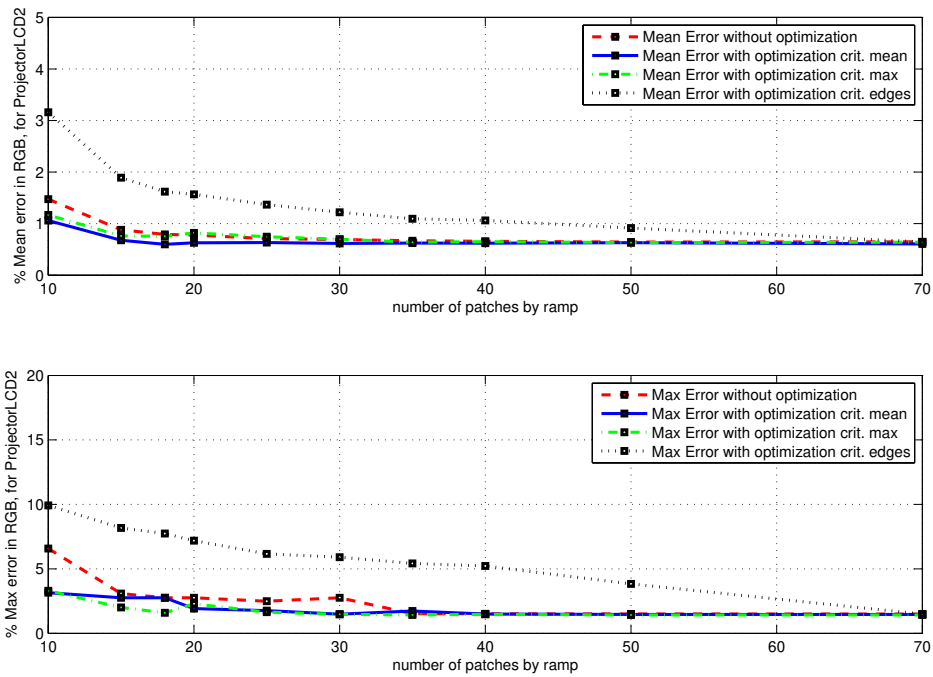 5
4
3
2
1
0
% Mean error in RGB, for ProjectorLCD2
Mean Error without optimization
Mean Error with optimization crit. mean
Mean Error with optimization crit. max
Mean Error with optimization crit. edges
10 20 30 40 50 60 70
number of patches by ramp
20
15
10
5
0
% Max error in RGB, for ProjectorLCD2
Max Error without optimization
Max Error with optimization crit. mean
Max Error with optimization crit. max
Max Error with optimization crit. edges
10 20 30 40 50 60 70
number of patches by ramp